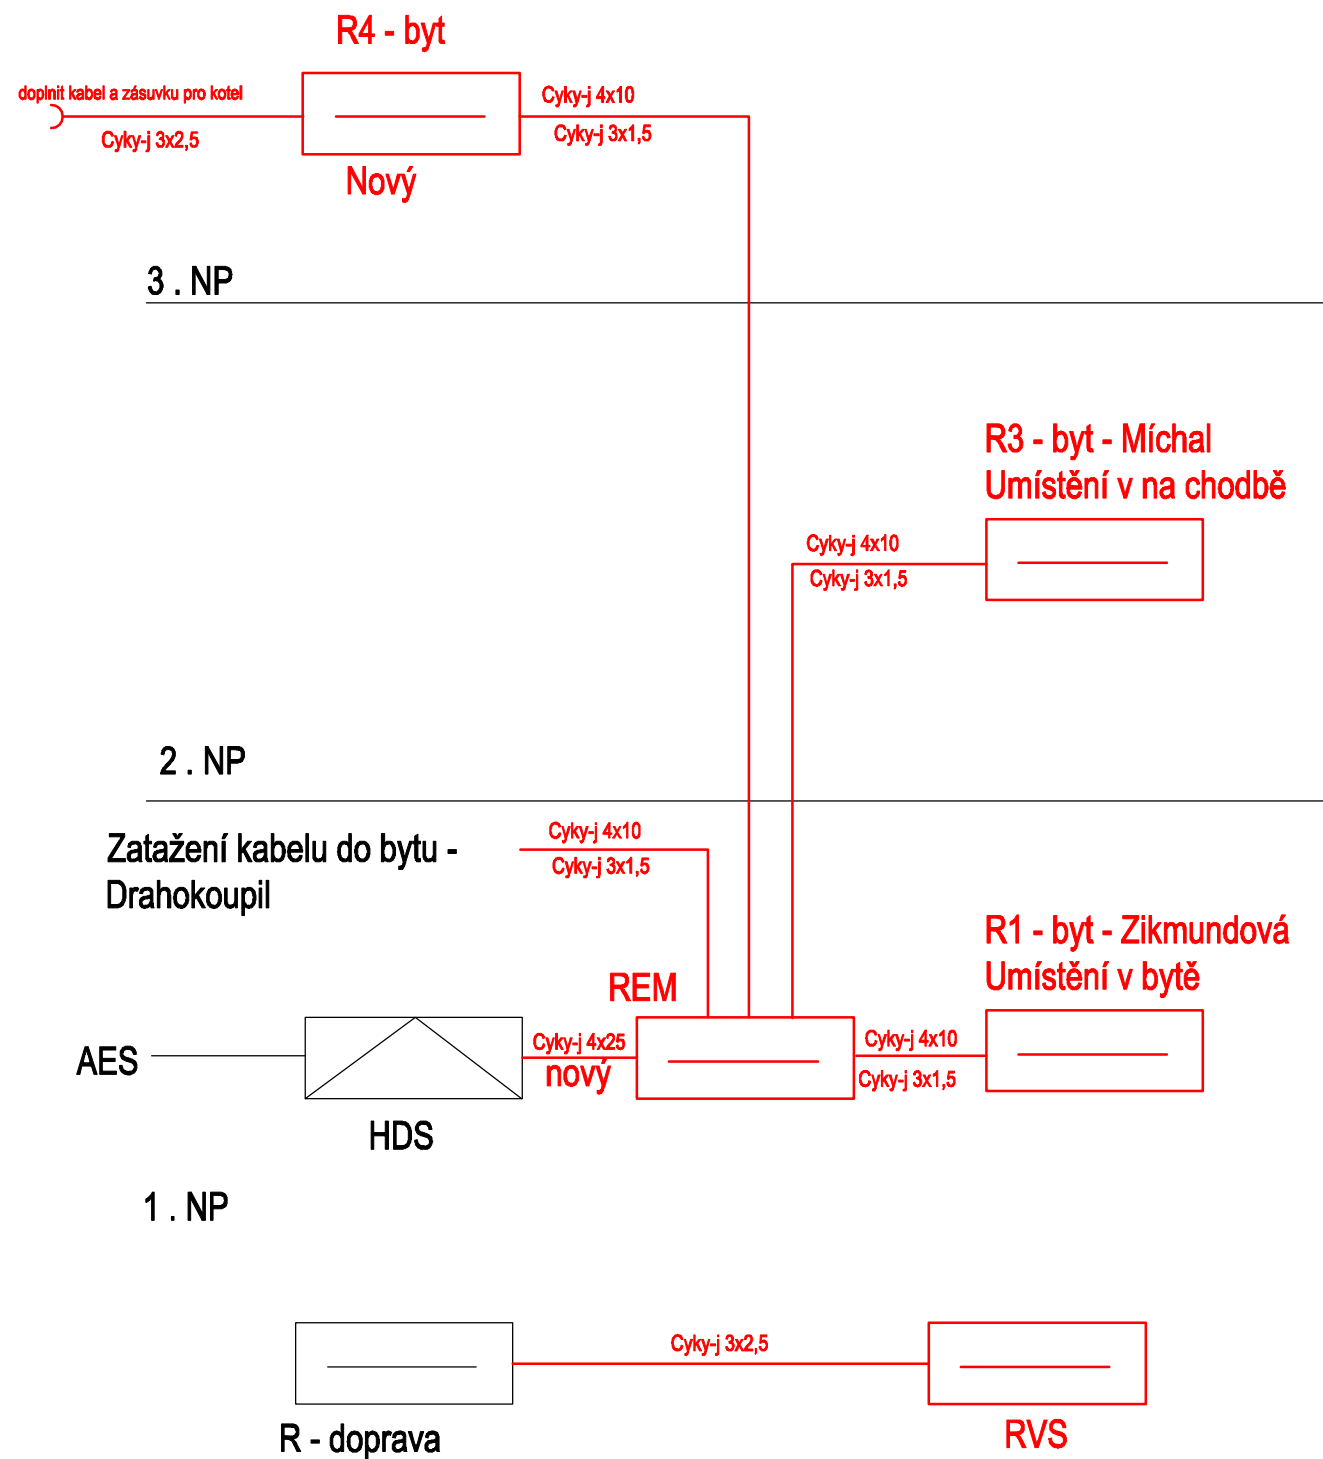 R4 - byt
doplnit kabel a zásuvku pro kotel
Cyky-j 4x10
Cyky-j 3x2,5
Cyky-j 3x1,5
Nový
3 . NP
R3 - byt - Míchal
Umístění v na chodbě
Cyky-j 4x10
Cyky-j 3x1,5
2 . NP
Zatažení kabelu do bytu -
Drahokoupil
Cyky-j 4x10
Cyky-j 3x1,5
R1 - byt - Zikmundová
Umístění v bytě
REM
AES
Cyky-j 4x25
nový
Cyky-j 4x10
Cyky-j 3x1,5
HDS
1 . NP
Cyky-j 3x2,5
R - doprava
RVS